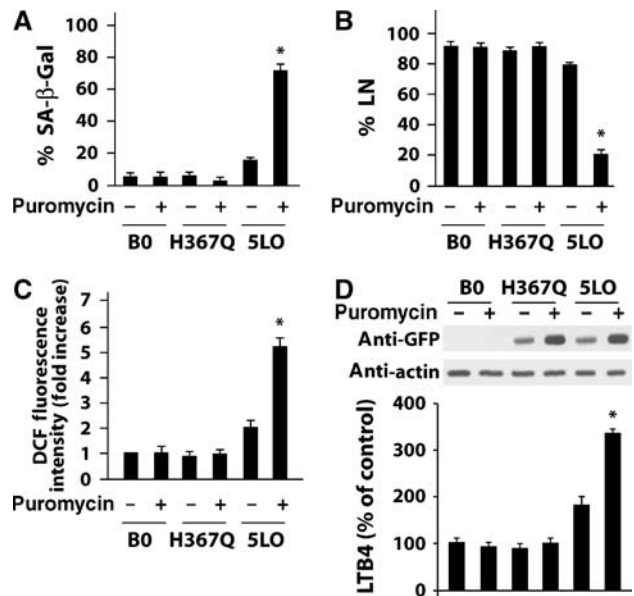 A
% SA-β-Gal
100
80
60
40
20
0
*
Puromycin – + – + – +
B0 H367Q 5LO
B
% LN
100
80
60
40
20
0
*
Puromycin – + – + – +
B0 H367Q 5LO
C
DCF fluorescence
intensity (fold increase)
7
6
5
4
3
2
1
0
*
Puromycin – + – + – +
B0 H367Q 5LO
D
B0 H367Q 5LO
Puromycin – + – + – +
Anti-GFP
Anti-actin
LTB4 (% of control)
400
300
200
100
0
*